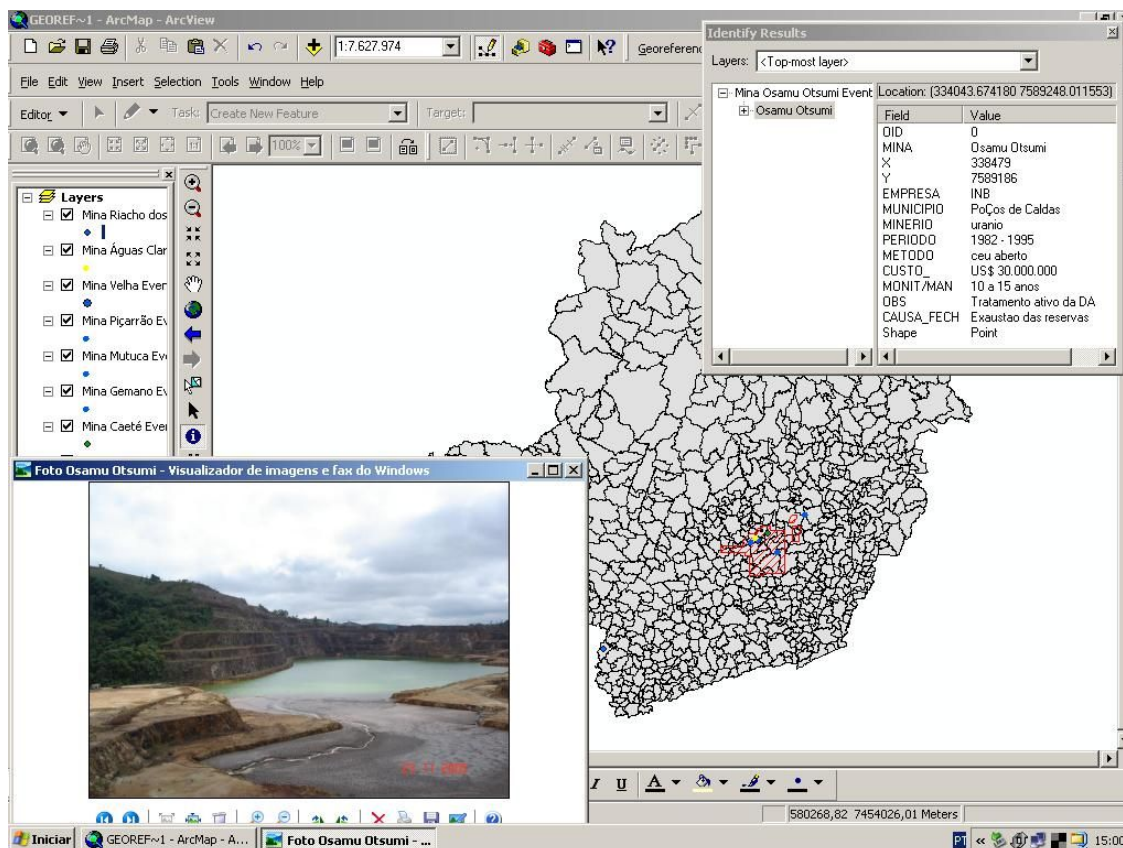 GEOREF~1 - ArcMap - ArcView
1:7.627.974
File Edit View Insert Selection Tools Window Help
Editor Task: Create New Feature Target:
100%
Layers
Mina Riacho dos
Mina Águas Clar
Mina Velha Even
Mina Piçarrão Ev
Mina Mutuca Eve
Mina Gemano Ev
Mina Caeté Eve
Identify Results
Layers: <Top-most layer>
Mina Osamu Otsumi Event
Osamu Otsumi
Location: (334043.674180 7589248.011553)
Field Value
OID 0
MINA Osamu Otsumi
X 338479
Y 7589186
EMPRESA INB
MUNICIPIO PoÇos de Caldas
MINERIO uranio
PERIODO 1982 - 1995
METODO ceu aberto
CUSTO_ US$ 30.000.000
MONIT/MAN 10 a 15 anos
OBS Tratamento ativo da DA
CAUSA_FECH Exaustao das reservas
Shape Point
Foto Osamu Otsumi - Visualizador de imagens e fax do Windows
I U A
580268,82 7454026,01 Meters
Iniciar GEOREF~1 - ArcMap - A... Foto Osamu Otsumi - ... PT « 15:00